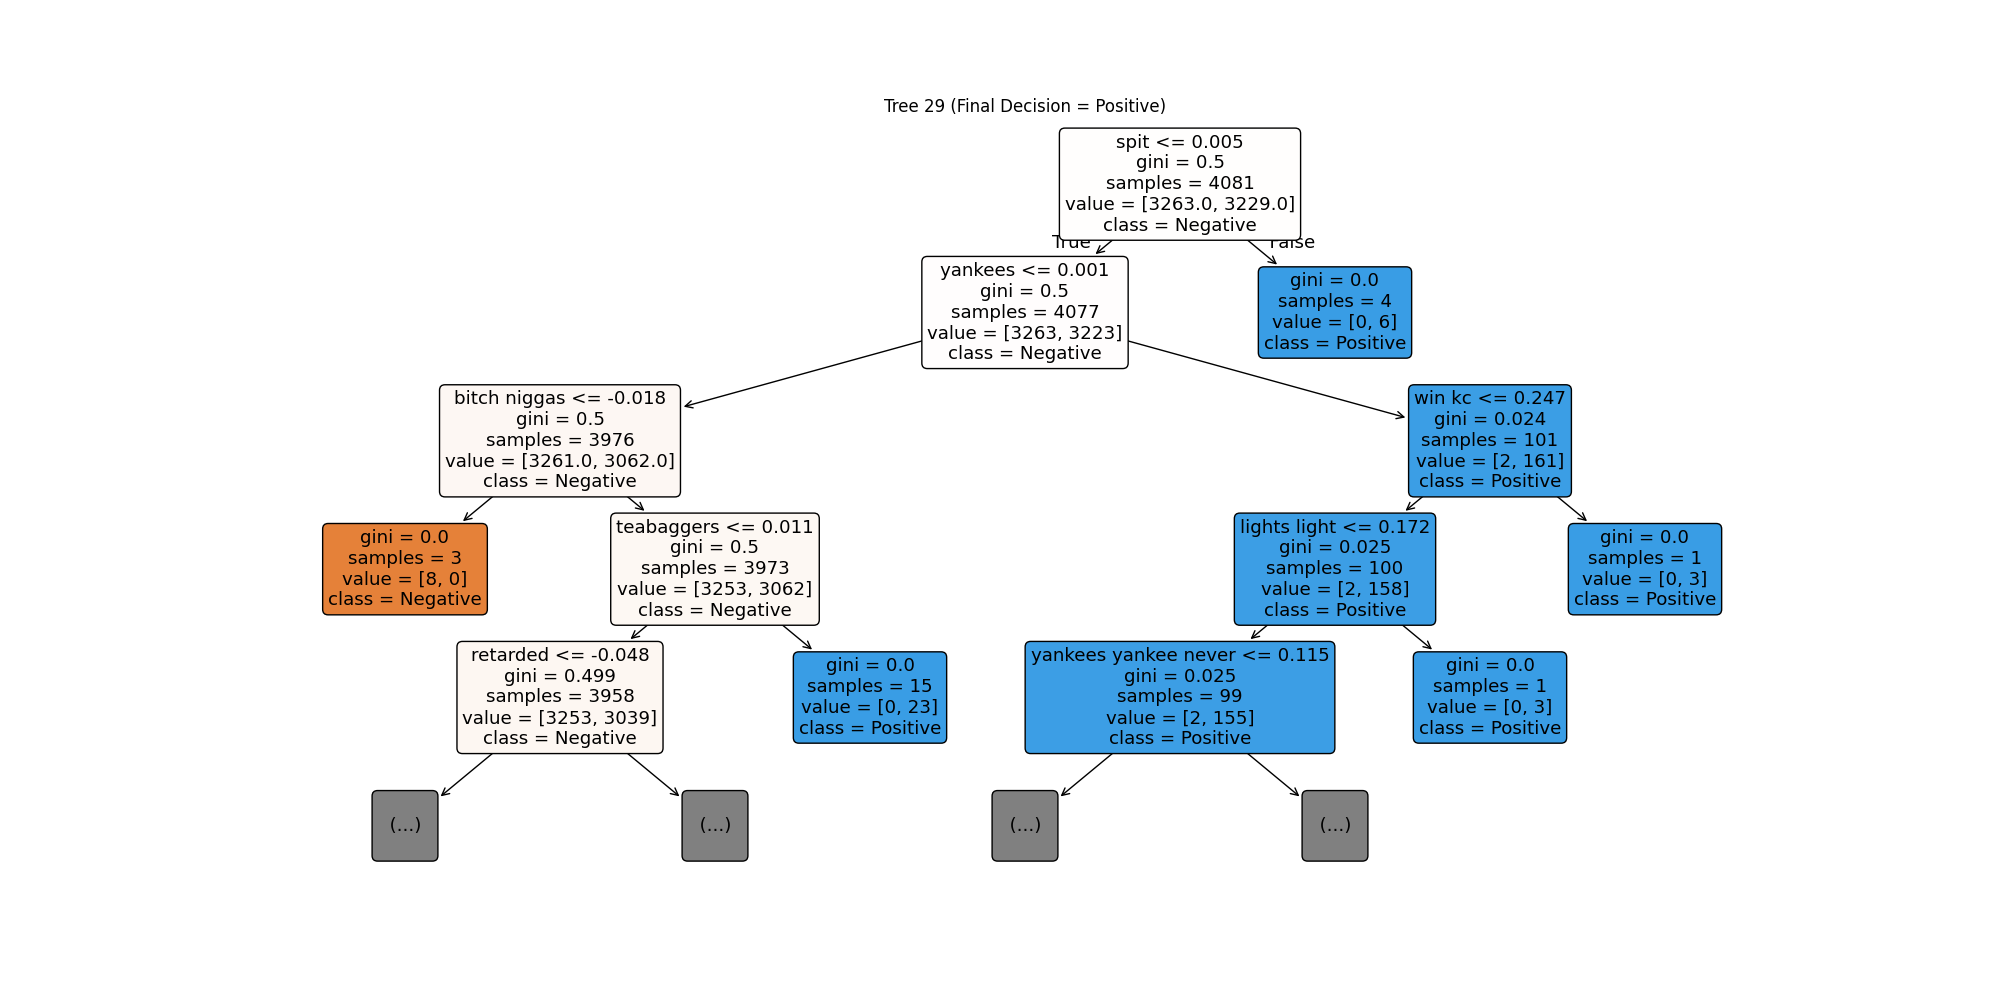 Tree 29 (Final Decision = Positive)
spit <= 0.005
gini = 0.5
samples = 4081
value = [3263.0, 3229.0]
class = Negative
True
False
yankees <= 0.001
gini = 0.5
samples = 4077
value = [3263, 3223]
class = Negative
gini = 0.0
samples = 4
value = [0, 6]
class = Positive
bitch niggas <= -0.018
gini = 0.5
samples = 3976
value = [3261.0, 3062.0]
class = Negative
win kc <= 0.247
gini = 0.024
samples = 101
value = [2, 161]
class = Positive
gini = 0.0
samples = 3
value = [8, 0]
class = Negative
teabaggers <= 0.011
gini = 0.5
samples = 3973
value = [3253, 3062]
class = Negative
lights light <= 0.172
gini = 0.025
samples = 100
value = [2, 158]
class = Positive
gini = 0.0
samples = 1
value = [0, 3]
class = Positive
retarded <= -0.048
gini = 0.499
samples = 3958
value = [3253, 3039]
class = Negative
gini = 0.0
samples = 15
value = [0, 23]
class = Positive
yankees yankee never <= 0.115
gini = 0.025
samples = 99
value = [2, 155]
class = Positive
gini = 0.0
samples = 1
value = [0, 3]
class = Positive
(...)
(...)
(...)
(...)